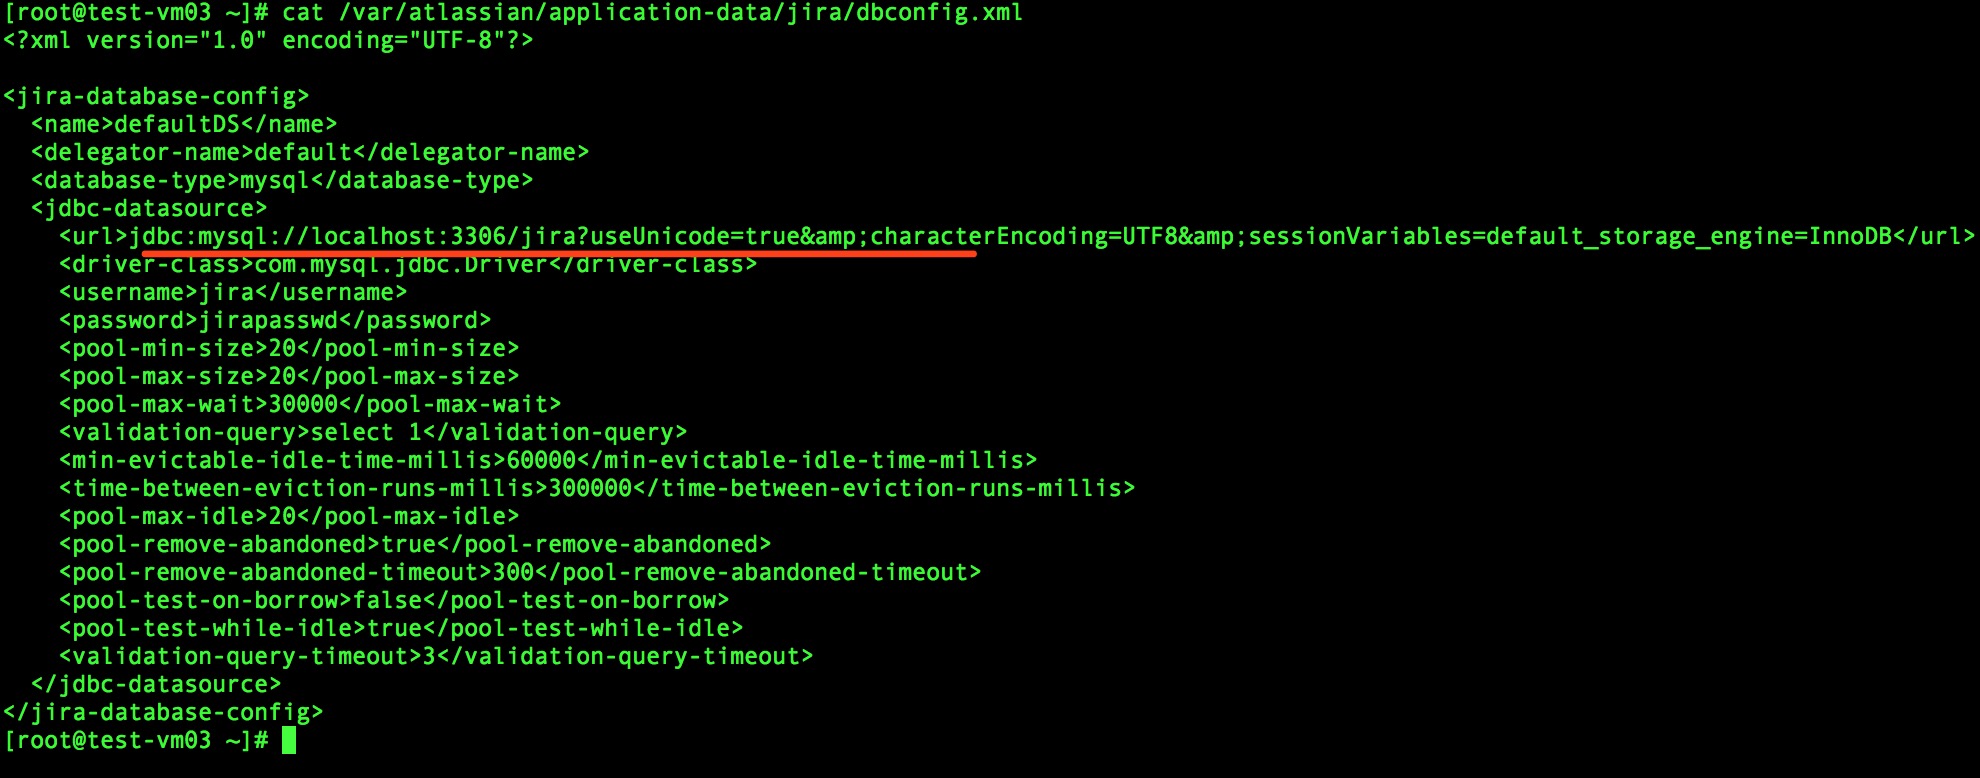 [root@test-vm03 ~]# cat /var/atlassian/application-data/jira/dbconfig.xml
<?xml version="1.0" encoding="UTF-8"?>

<jira-database-config>
  <name>defaultDS</name>
  <delegator-name>default</delegator-name>
  <database-type>mysql</database-type>
  <jdbc-datasource>
    <url>jdbc:mysql://localhost:3306/jira?useUnicode=true&amp;characterEncoding=UTF8&amp;sessionVariables=default_storage_engine=InnoDB</url>
    <driver-class>com.mysql.jdbc.Driver</driver-class>
    <username>jira</username>
    <password>jirapasswd</password>
    <pool-min-size>20</pool-min-size>
    <pool-max-size>20</pool-max-size>
    <pool-max-wait>30000</pool-max-wait>
    <validation-query>select 1</validation-query>
    <min-evictable-idle-time-millis>60000</min-evictable-idle-time-millis>
    <time-between-eviction-runs-millis>300000</time-between-eviction-runs-millis>
    <pool-max-idle>20</pool-max-idle>
    <pool-remove-abandoned>true</pool-remove-abandoned>
    <pool-remove-abandoned-timeout>300</pool-remove-abandoned-timeout>
    <pool-test-on-borrow>false</pool-test-on-borrow>
    <pool-test-while-idle>true</pool-test-while-idle>
    <validation-query-timeout>3</validation-query-timeout>
  </jdbc-datasource>
</jira-database-config>
[root@test-vm03 ~]#